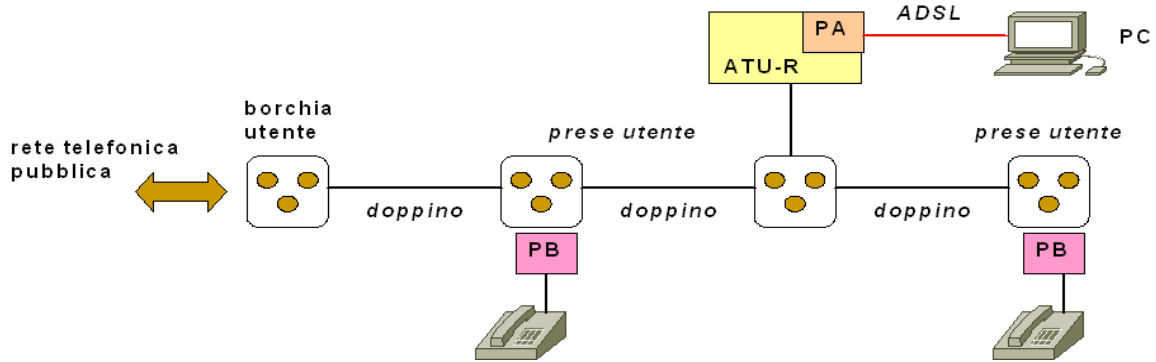 ADSL
PA
PC
ATU-R
borchia
utente
rete telefonica
pubblica
prese utente
prese utente
doppino
doppino
doppino
PB
PB